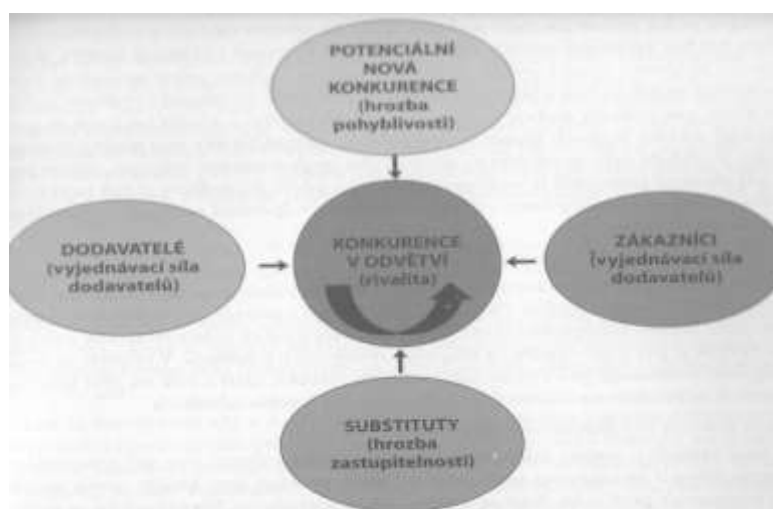 POTENCIÁLNÍ
NOVÁ
KONKURENCE
(hrozba
pohyblivosti)
DODAVATELÉ
(vyjednávací síla
dodavatelů)
KONKURENCE
V ODVĚTVÍ
(rivalita)
ZÁKAZNÍCI
(vyjednávací síla
dodavatelů)
SUBSTITUTY
(hrozba
zastupitelnosti)